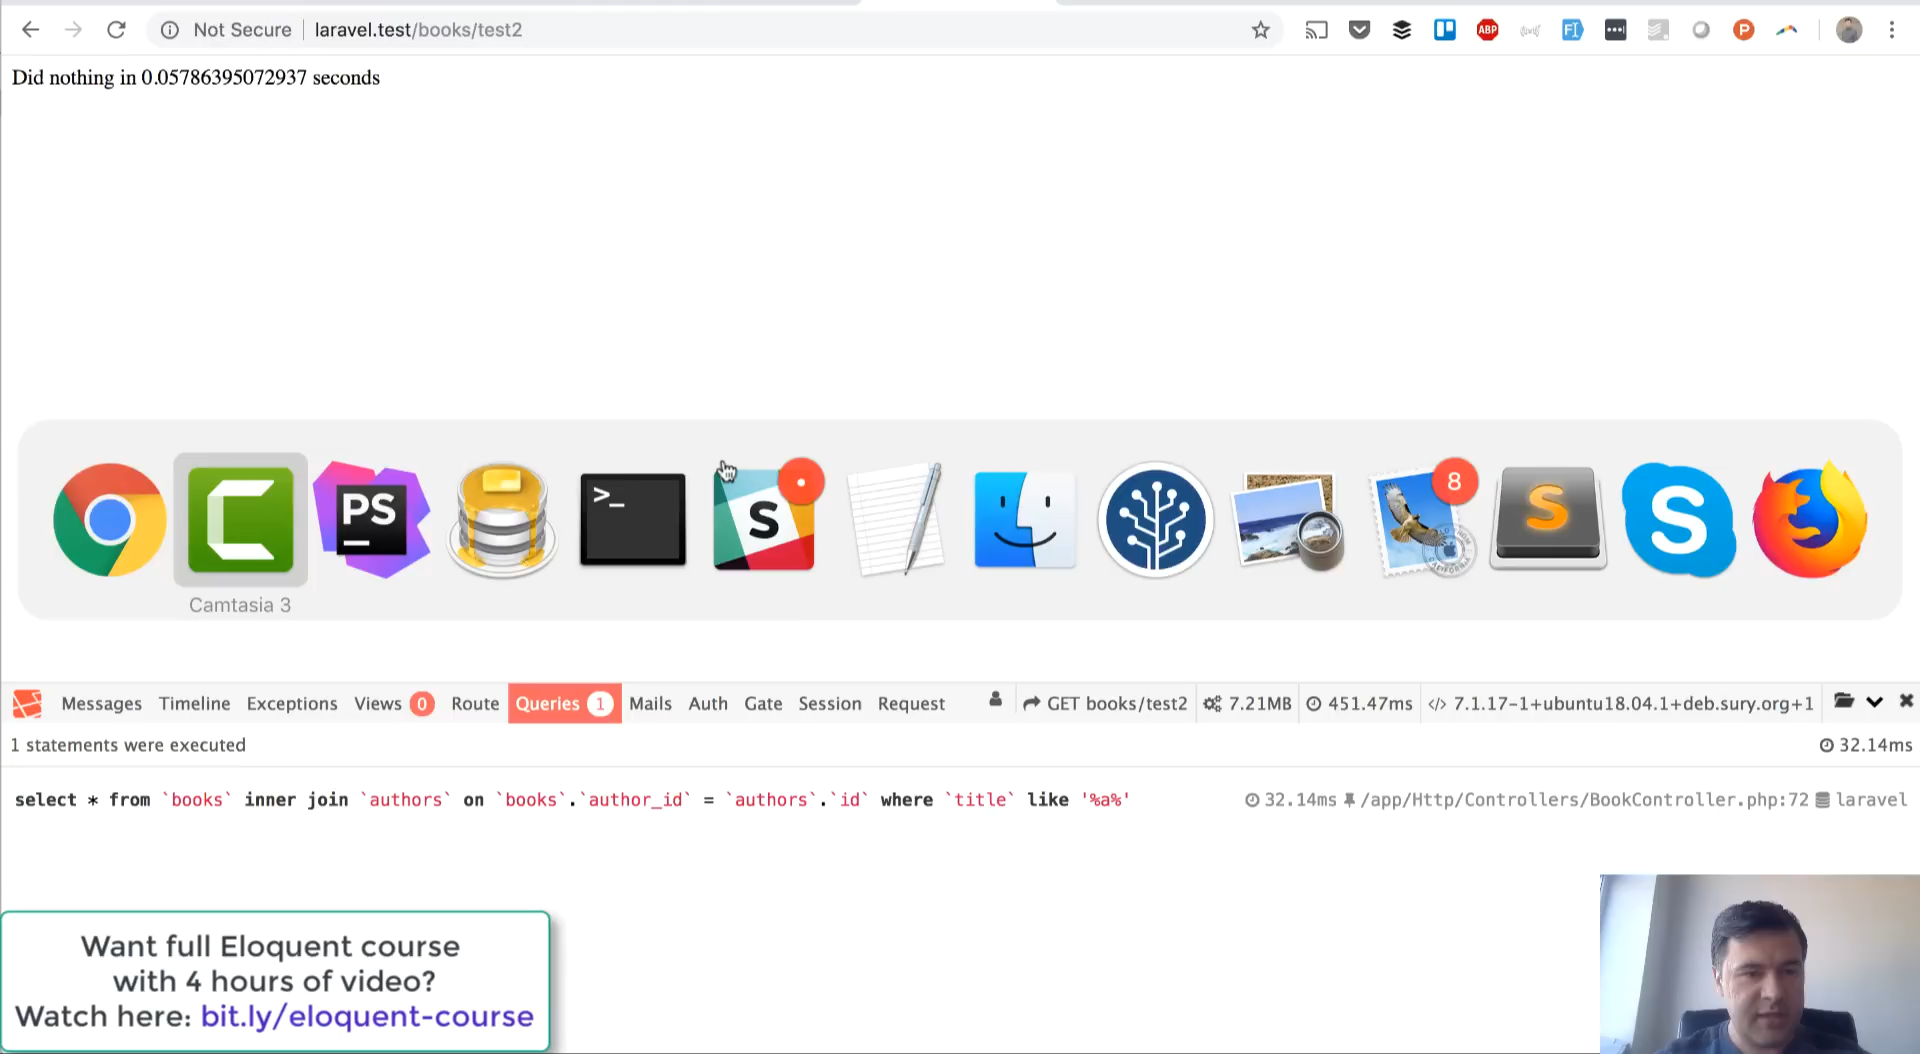 Not Secure laravel.test/books/test2
ABP
FI
P
Did nothing in 0.05786395072937 seconds
PS
>_
S
8
S
S
Camtasia 3
Messages Timeline Exceptions Views 0 Route Queries 1 Mails Auth Gate Session Request GET books/test2 7.21MB 451.47ms </> 7.1.17-1+ubuntu18.04.1+deb.sury.org+1
1 statements were executed 32.14ms
select * from `books` inner join `authors` on `books`.`author_id` = `authors`.`id` where `title` like '%a%' 32.14ms /app/Http/Controllers/BookController.php:72 laravel
Want full Eloquent course
with 4 hours of video?
Watch here: bit.ly/eloquent-course